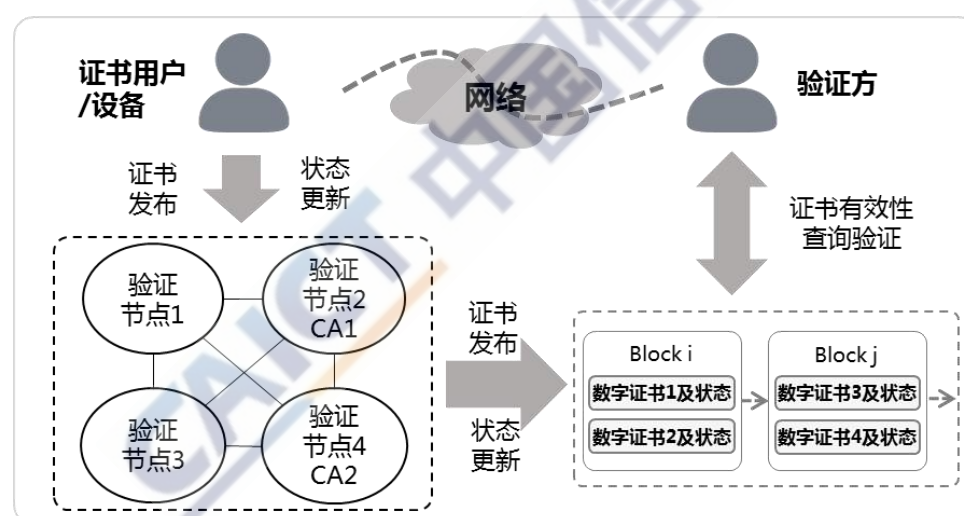 证书用户
/设备
网络
验证方
证书
发布
状态
更新
证书有效性
查询验证
验证
节点1
验证
节点2
CA1
验证
节点3
验证
节点4
CA2
证书
发布
状态
更新
Block i
数字证书1及状态
数字证书2及状态
Block j
数字证书3及状态
数字证书4及状态
CAICT 中国信